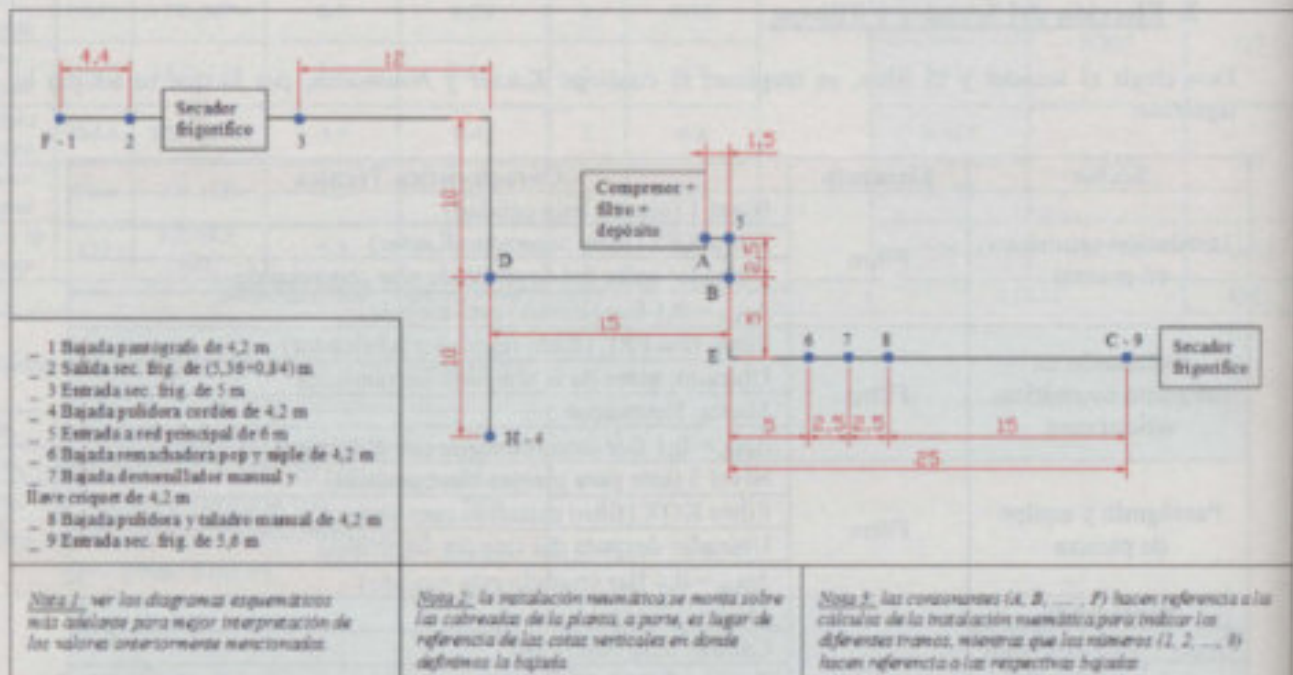 4,4
12
Secador
frigorífico
F - 1
2
3
10
1,5
Compresor +
filtro +
depósito
5
A
2,5
D
B
15
5
10
6
7
8
C - 9
E
Secador
frigorífico
H - 4
5
2,5
2,5
15
25
_ 1 Bajada pantógrafo de 4,2 m
_ 2 Salida sec. frig. de (5,36+0,84)m
_ 3 Entrada sec. frig. de 5 m
_ 4 Bajada pulidora cordón de 4,2 m
_ 5 Entrada a red principal de 6 m
_ 6 Bajada remachadora pop y niple de 4,2 m
_ 7 Bajada destornillador manual y
llave criquet de 4,2 m
_ 8 Bajada pulidora y taladro manual de 4,2 m
_ 9 Entrada sec. frig. de 5,6 m
Nota 1: ver los diagramas esquemáticos
más adelante para mejor interpretación de
los valores anteriormente mencionados.
Nota 2: la instalación neumática se monta sobre
las cabreadas de la planta, a parte, es lugar de
referencia de las cotas verticales en donde
definimos la bajada
Nota 3: las consonantes (A, B, ..... , F) hacen referencia a los
cálculos de la instalación neumática para indicar los
diferentes tramos, mientras que los números (1, 2, ..., 9)
hacen referencia a las respectivas bajadas